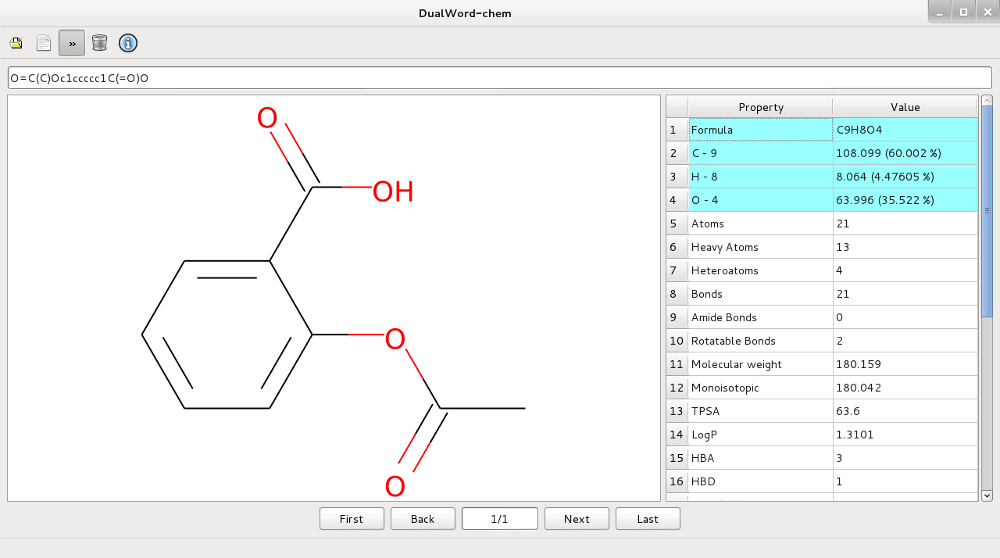 DualWord-chem
»
O=C(C)Oc1ccccc1C(=O)O
O
OH
O
O
Property Value
1 Formula C9H8O4
2 C - 9 108.099 (60.002 %)
3 H - 8 8.064 (4.47605 %)
4 O - 4 63.996 (35.522 %)
5 Atoms 21
6 Heavy Atoms 13
7 Heteroatoms 4
8 Bonds 21
9 Amide Bonds 0
10 Rotatable Bonds 2
11 Molecular weight 180.159
12 Monoisotopic 180.042
13 TPSA 63.6
14 LogP 1.3101
15 HBA 3
16 HBD 1
First Back 1/1 Next Last